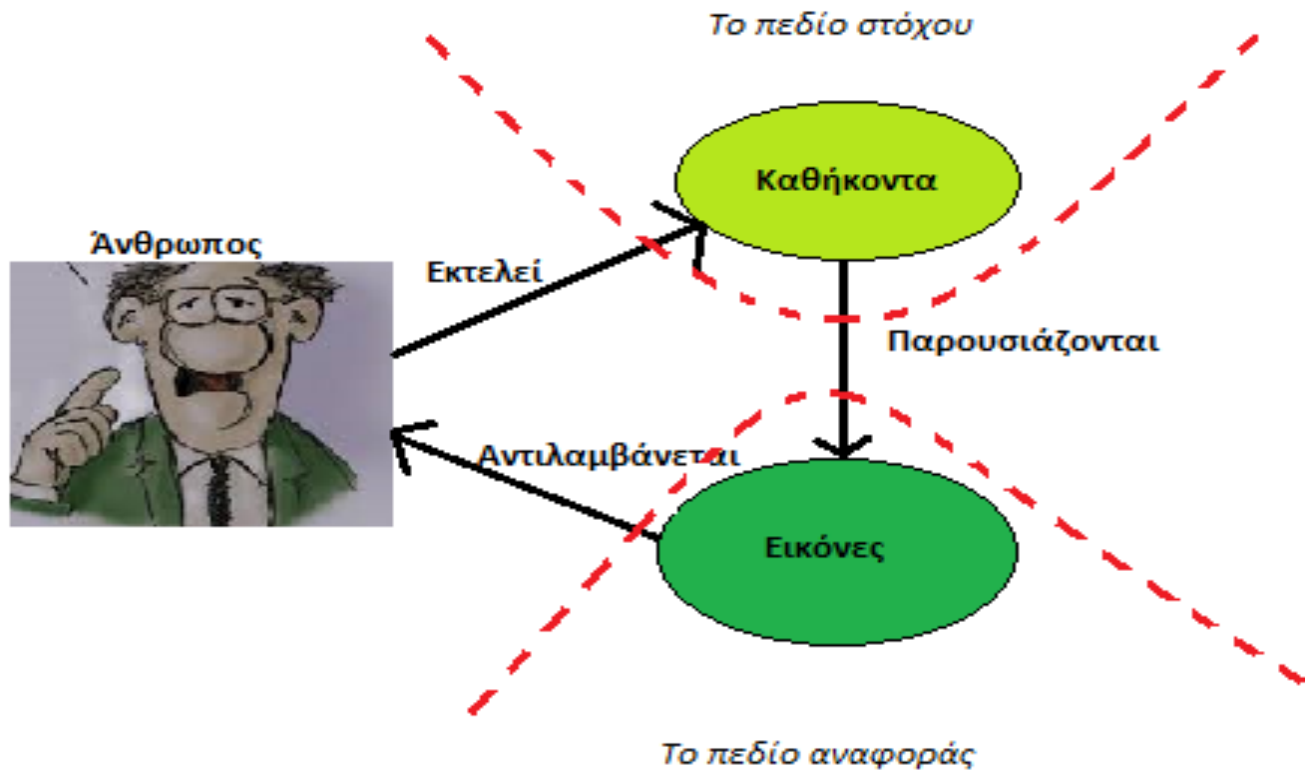 Το πεδίο στόχου
Καθήκοντα
Άνθρωπος
Εκτελεί
Παρουσιάζονται
Αντιλαμβάνεται
Εικόνες
Το πεδίο αναφοράς